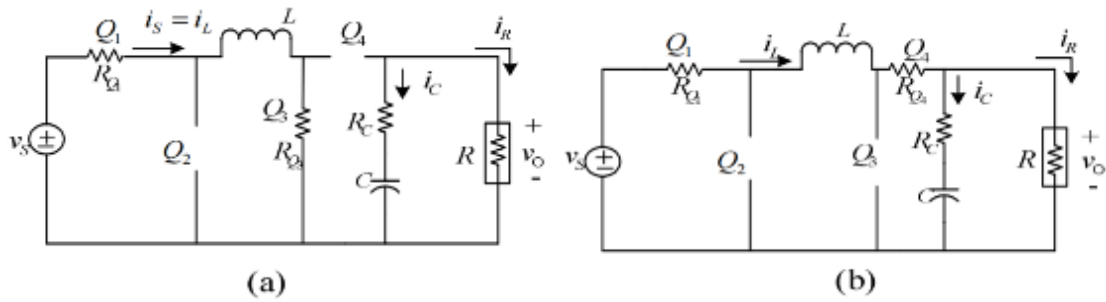 Q1
iS = iL
L
Q4
iR
RQ1
iC
Q3
RC
+
vS
±
Q2
RQ3
R
vO
C
-
(a)
Q1
iL
L
Q4
iR
RQ1
RQ4
iC
RC
+
vS
±
Q2
Q3
R
vO
C
-
(b)